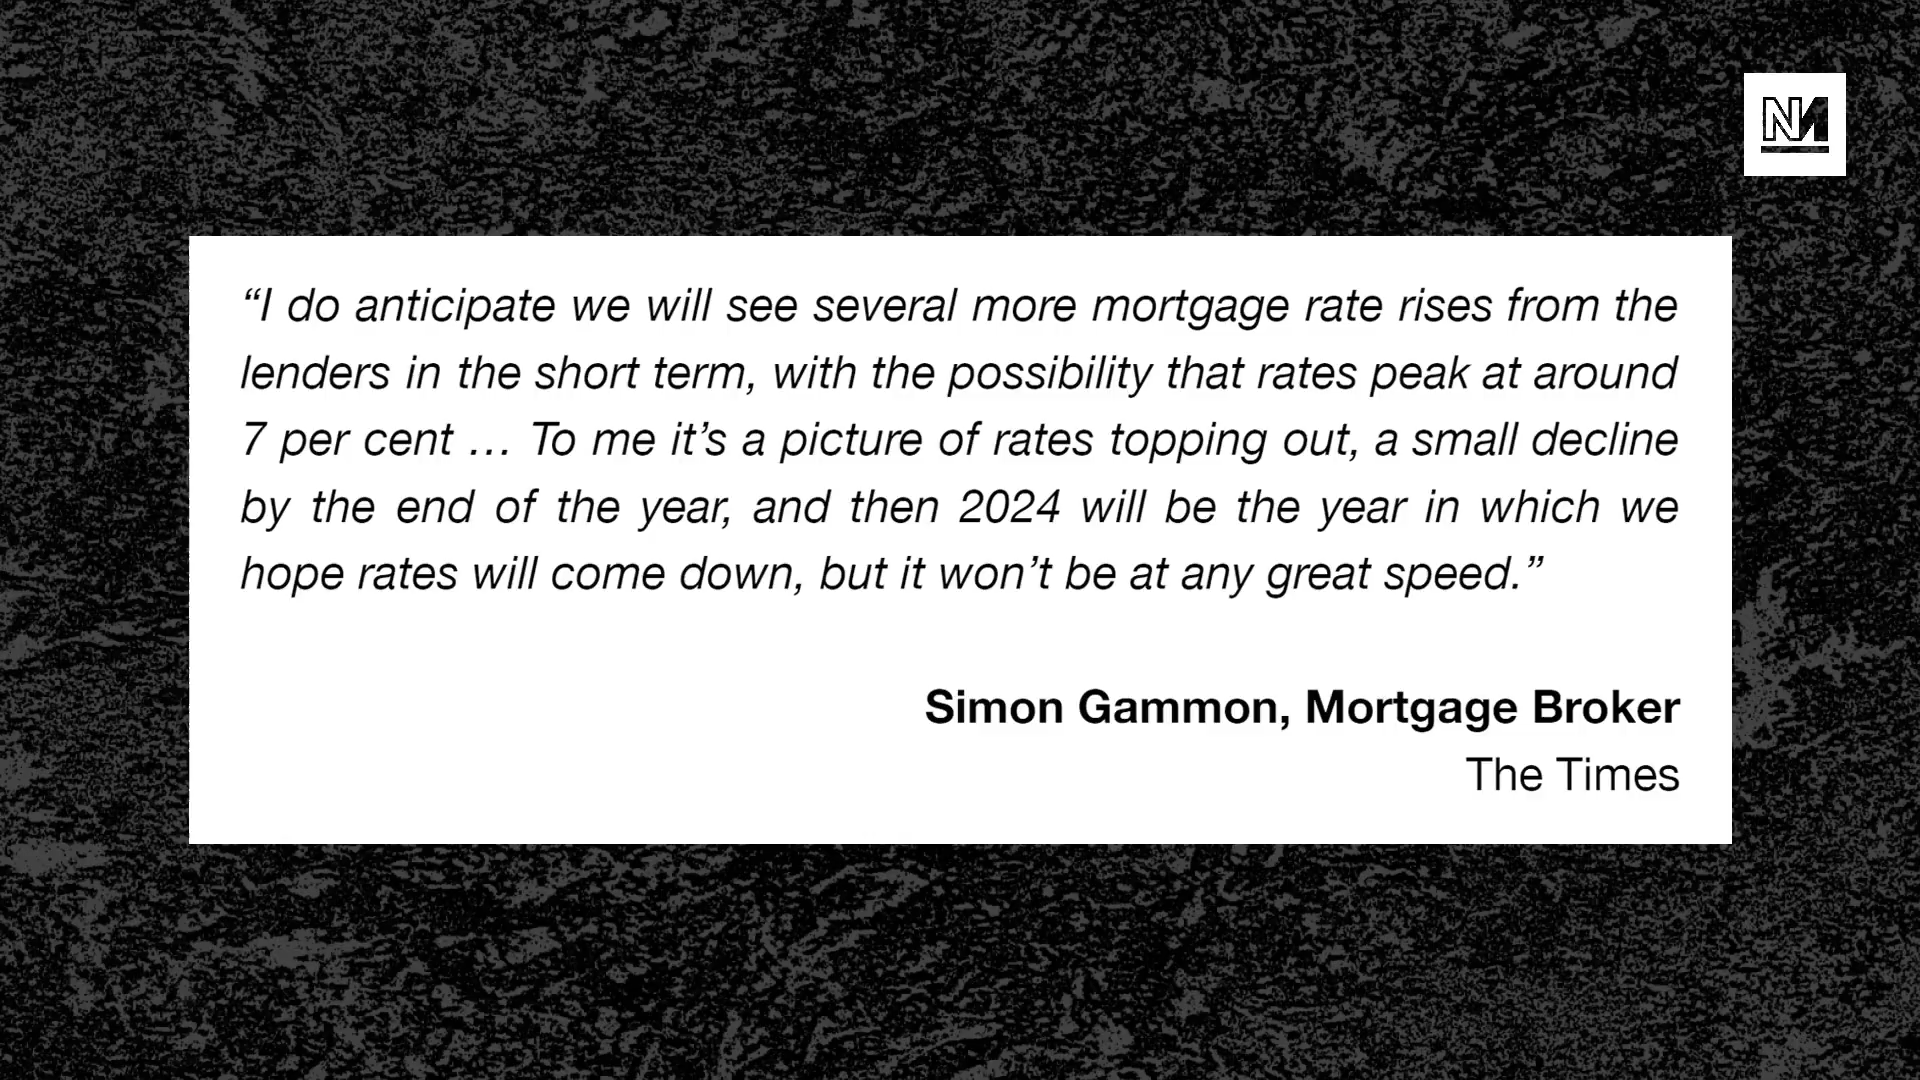 NM
“I do anticipate we will see several more mortgage rate rises from the
lenders in the short term, with the possibility that rates peak at around
7 per cent … To me it’s a picture of rates topping out, a small decline
by the end of the year, and then 2024 will be the year in which we
hope rates will come down, but it won’t be at any great speed.”
Simon Gammon, Mortgage Broker
The Times